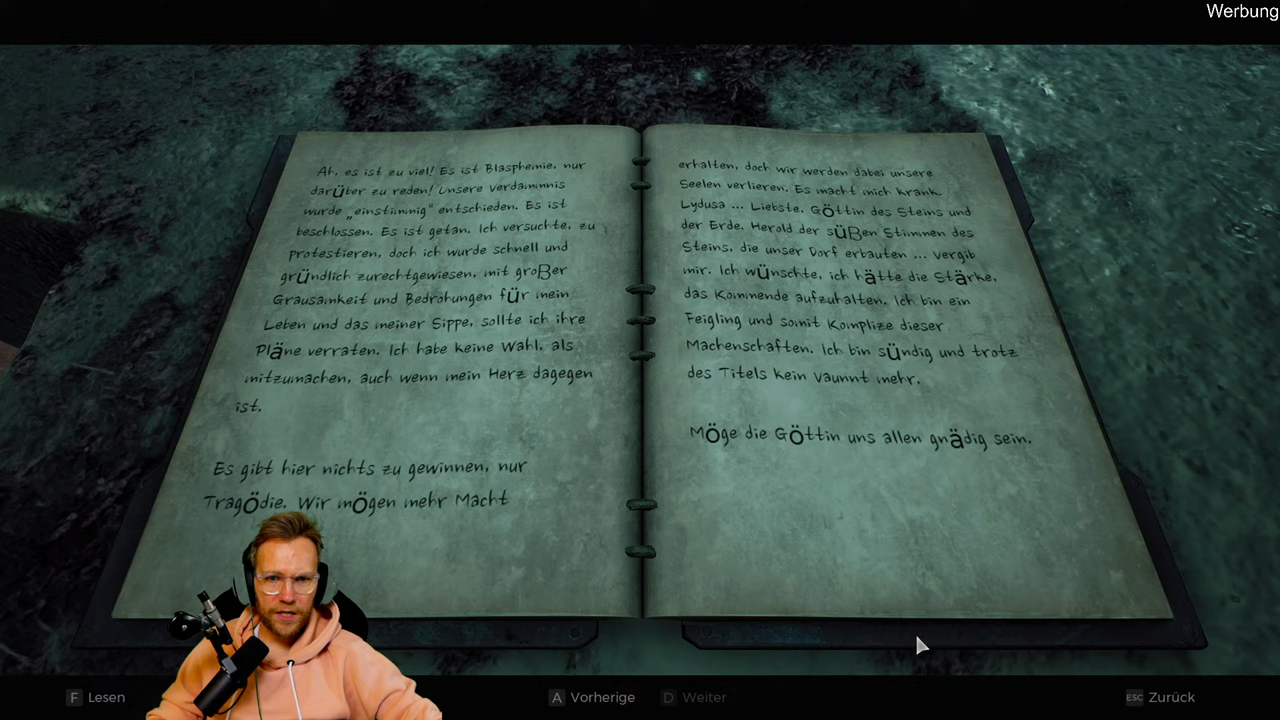 Werbung
Ah, es ist zu viel! Es ist Blasphemie, nur
darüber zu reden! Unsere Verdammnis
wurde „einstimmig" entschieden. Es ist
beschlossen. Es ist getan. Ich versuchte, zu
protestieren, doch ich wurde schnell und
gründlich zurechtgewiesen, mit großer
Grausamkeit und Bedrohungen für mein
Leben und das meiner Sippe, sollte ich ihre
Pläne verraten. Ich habe keine Wahl, als
mitzumachen, auch wenn mein Herz dagegen
ist.
Es gibt hier nichts zu gewinnen, nur
Tragödie. Wir mögen mehr Macht
erhalten, doch wir werden dabei unsere
Seelen verlieren. Es macht mich krank.
Lydusa ... Liebste, Göttin des Steins und
der Erde. Herold der süßen Stimmen des
Steins, die unser Dorf erbauten ... Vergib
mir. Ich wünschte, ich hätte die Stärke,
das Kommende aufzuhalten. Ich bin ein
Feigling und somit Komplize dieser
Machenschaften. Ich bin sündig und trotz
des Titels kein Vaunnt mehr.
Möge die Göttin uns allen gnädig sein.
F Lesen
A Vorherige
D Weiter
ESC Zurück